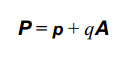 P = p + qA